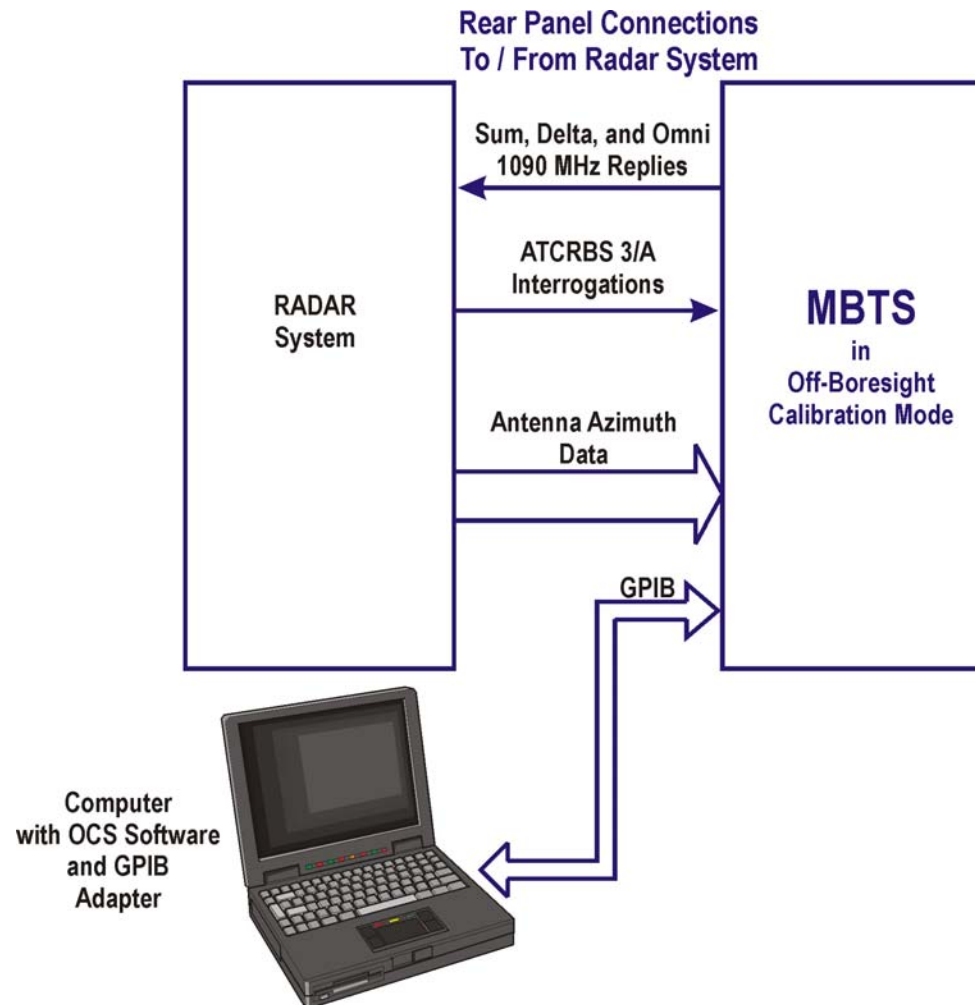 Rear Panel Connections
To / From Radar System
Sum, Delta, and Omni
1090 MHz Replies
ATCRBS 3/A
Interrogations
RADAR
System
MBTS
in
Off-Boresight
Calibration Mode
Antenna Azimuth
Data
GPIB
Computer
with OCS Software
and GPIB
Adapter